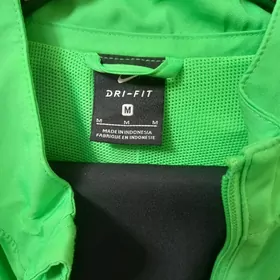 DRI-FIT
M
M M M
MADE IN INDONESIA
FABRIQUÉ EN INDONÉSIE